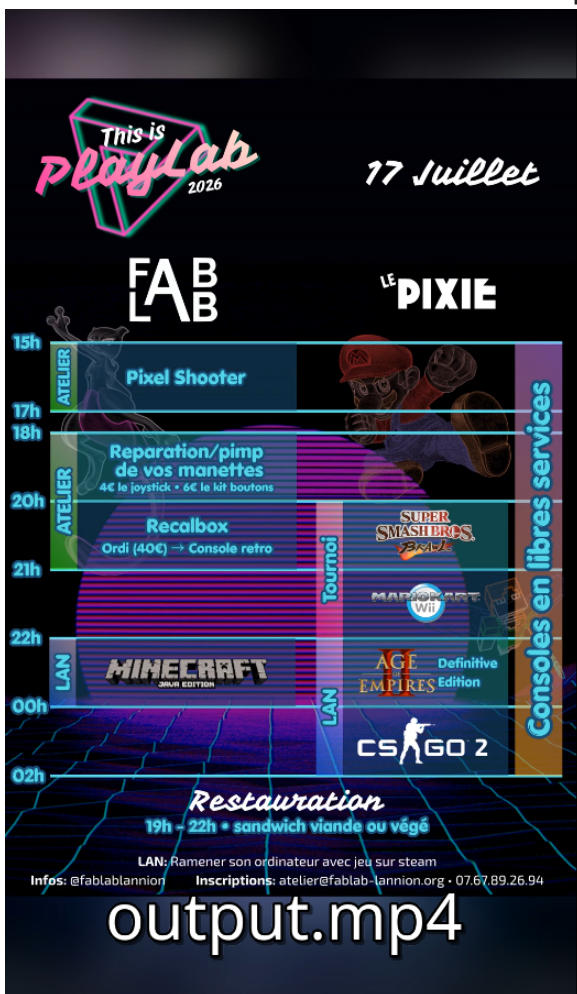 This is
PlayLab
2026
17 Juillet
FAB
LAB
LE PIXIE
15h
ATELIER
Pixel Shooter
17h
18h
ATELIER
Reparation/pimp
de vos manettes
4€ le joystick • 6€ le kit boutons
20h
Recalbox
Ordi (40€) → Console retro
21h
22h
LAN
MINECRAFT
JAVA EDITION
00h
02h
Tournoi
SUPER
SMASH BROS.
BRAWL
MARIOKART
Wii
LAN
AGE
OF
EMPIRES
II
Definitive
Edition
CS GO 2
Consoles en libres services
Restauration
19h - 22h • sandwich viande ou végé
LAN: Ramener son ordinateur avec jeu sur steam
Infos: @fablablannion Inscriptions: atelier@fablab-lannion.org • 07.67.89.26.94
output.mp4